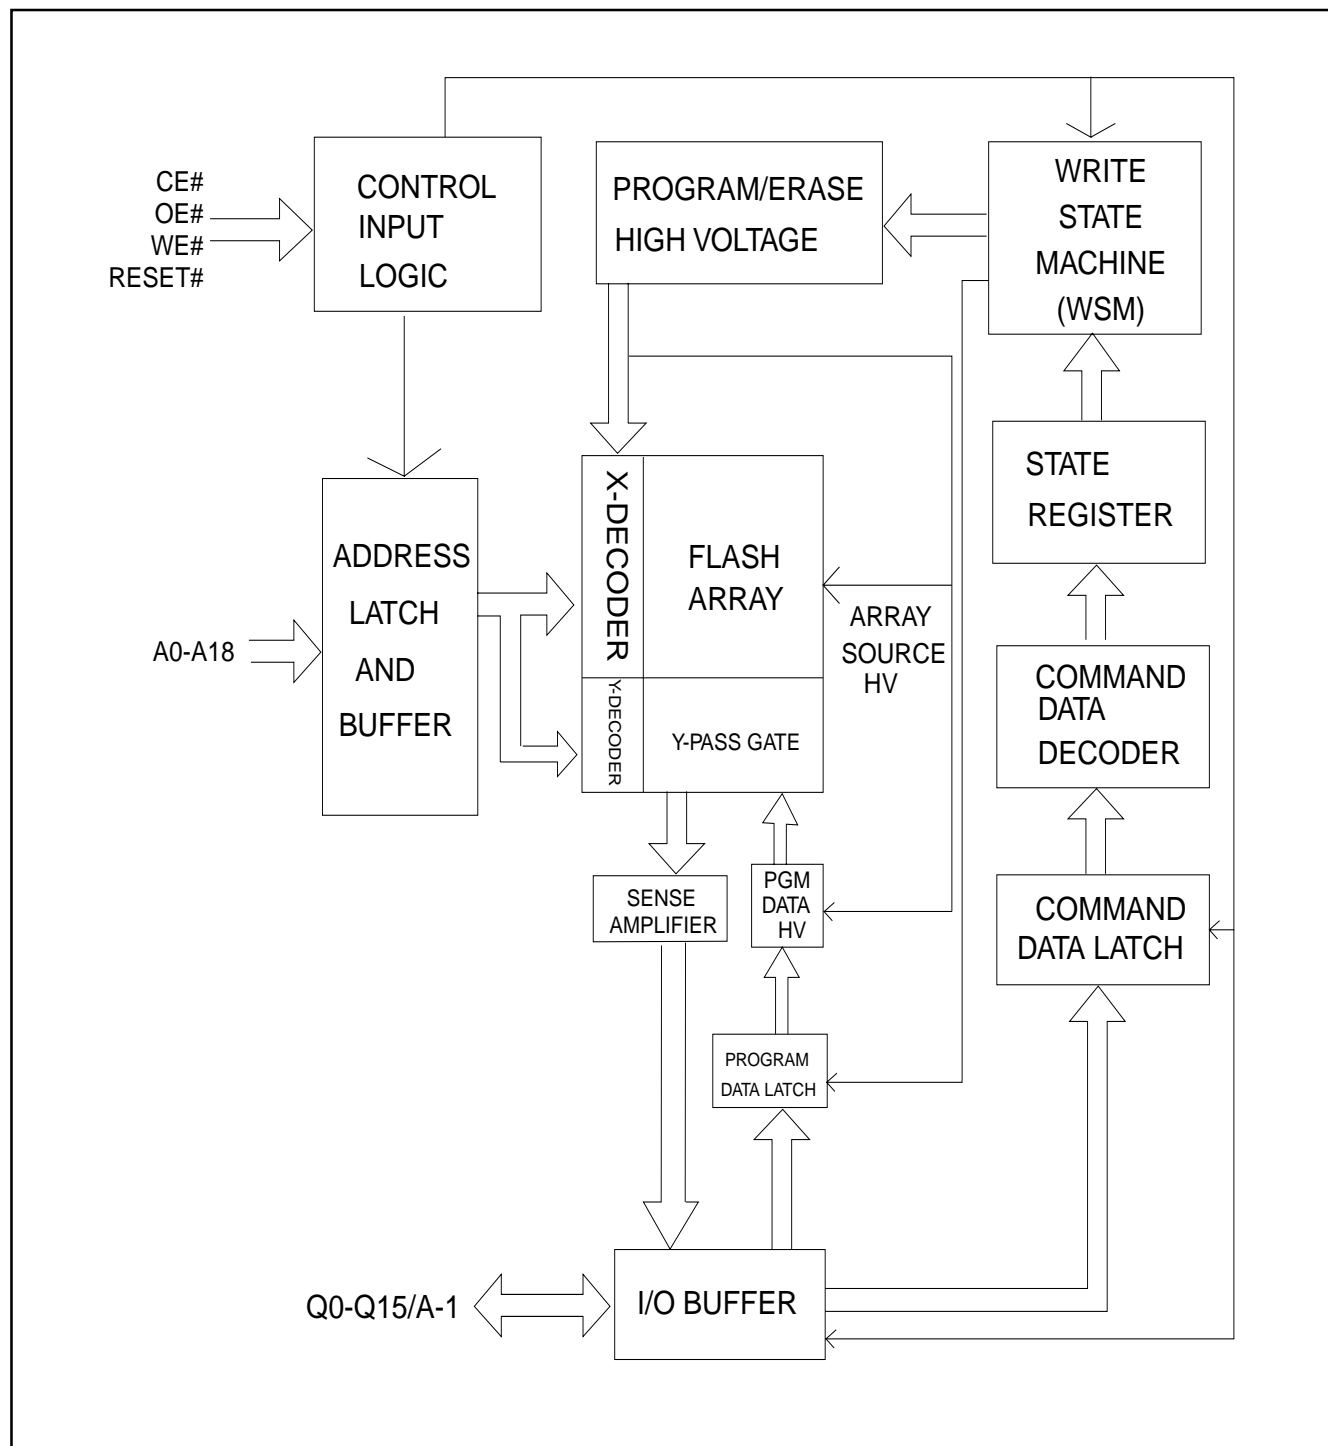 CE#
OE#
WE#
RESET#
CONTROL
INPUT
LOGIC
PROGRAM/ERASE
HIGH VOLTAGE
WRITE
STATE
MACHINE
(WSM)
STATE
REGISTER
A0-A18
ADDRESS
LATCH
AND
BUFFER
X-DECODER
FLASH
ARRAY
Y-DECODER
Y-PASS GATE
ARRAY
SOURCE
HV
COMMAND
DATA
DECODER
SENSE
AMPLIFIER
PGM
DATA
HV
COMMAND
DATA LATCH
PROGRAM
DATA LATCH
Q0-Q15/A-1
I/O BUFFER